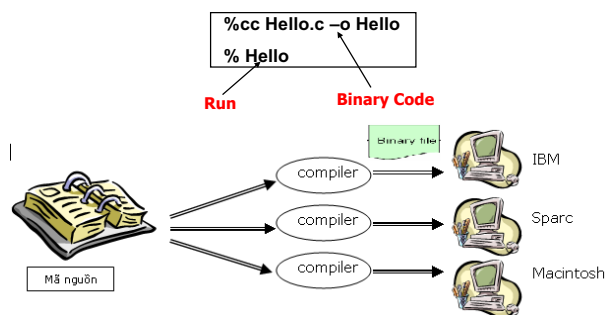 %cc Hello.c –o Hello
% Hello
Run
Binary Code
Binary file
compiler
IBM
compiler
Sparc
compiler
Macintosh
Mã nguồn